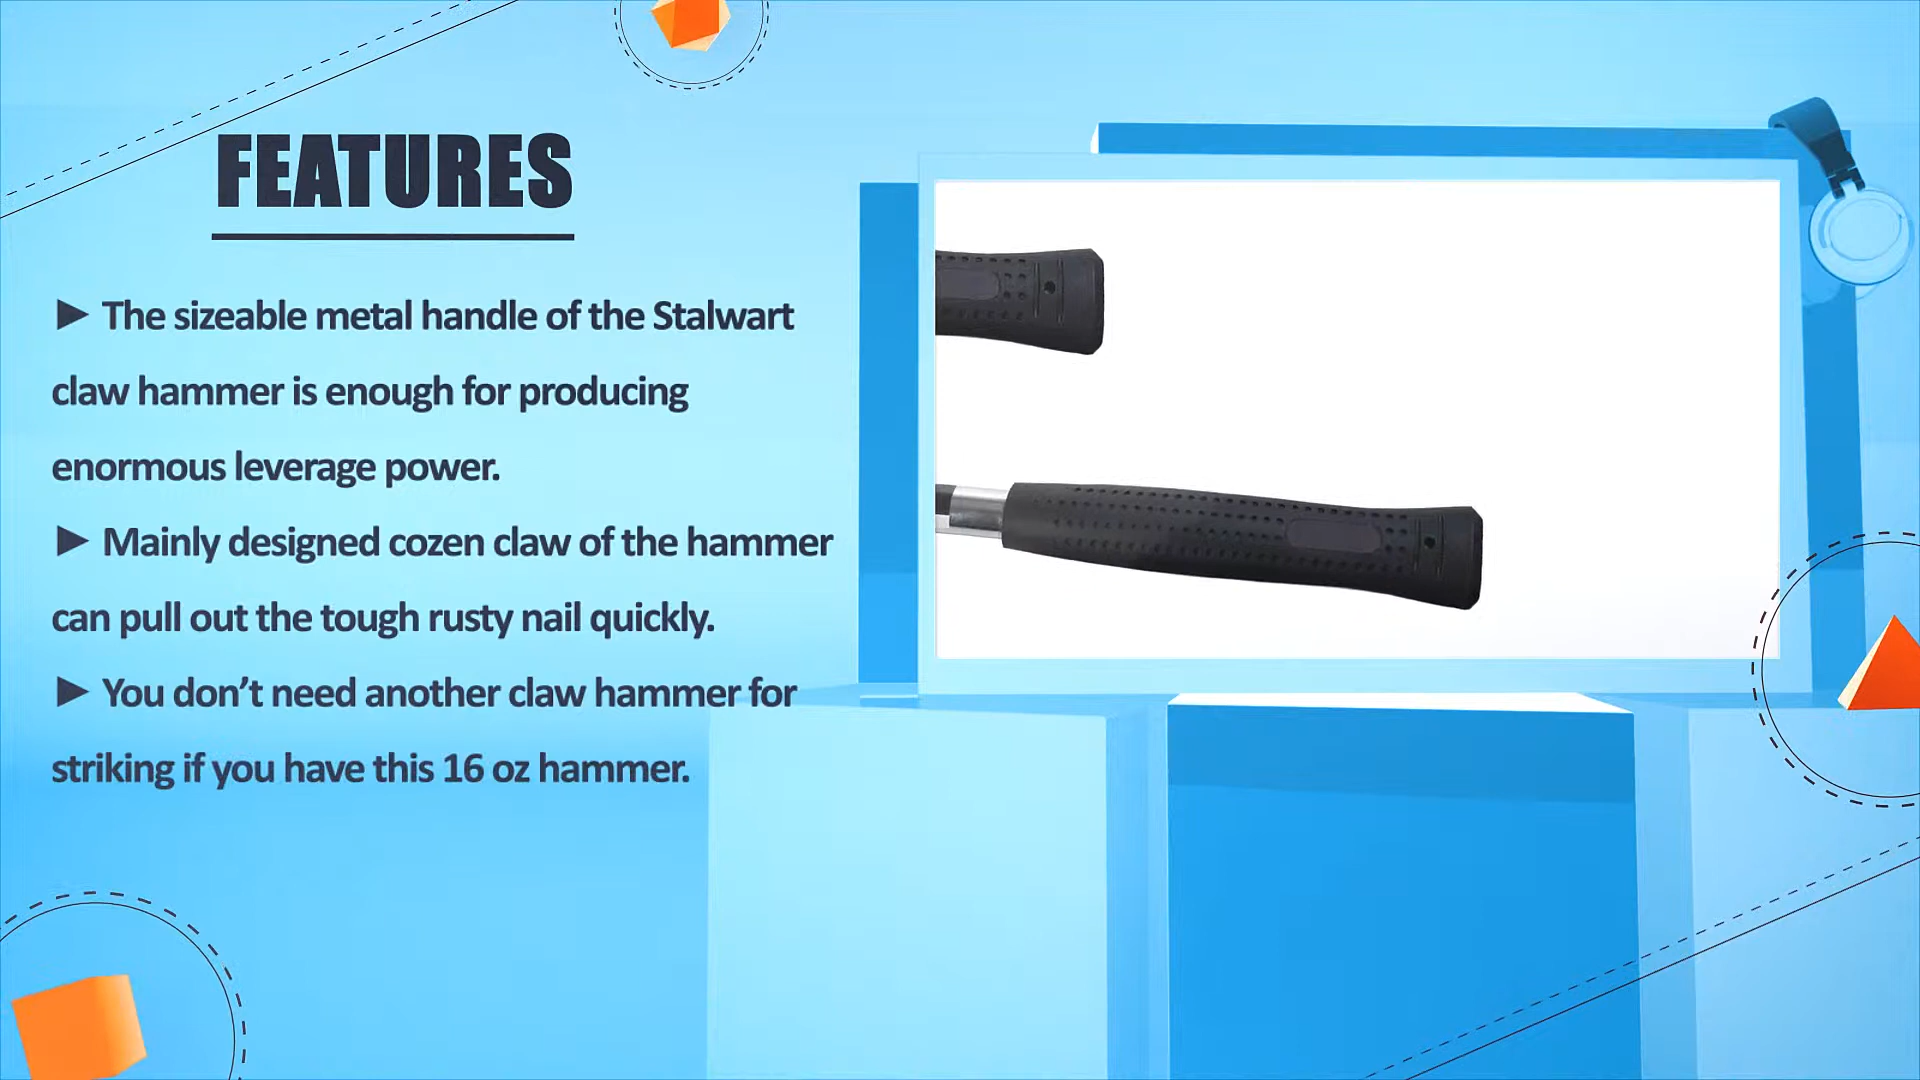 FEATURES
► The sizeable metal handle of the Stalwart
claw hammer is enough for producing
enormous leverage power.
► Mainly designed cozen claw of the hammer
can pull out the tough rusty nail quickly.
► You don’t need another claw hammer for
striking if you have this 16 oz hammer.